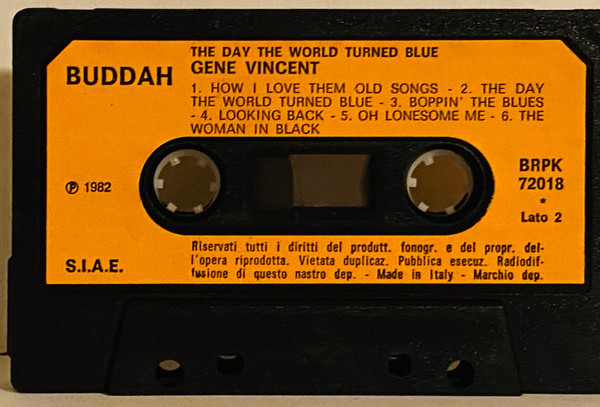 THE DAY THE WORLD TURNED BLUE
BUDDAH
GENE VINCENT
1. HOW I LOVE THEM OLD SONGS - 2. THE DAY
THE WORLD TURNED BLUE - 3. BOPPIN' THE BLUES
- 4. LOOKING BACK - 5. OH LONESOME ME - 6. THE
WOMAN IN BLACK
℗ 1982
BRPK
72018
*
Lato 2
S.I.A.E.
Riservati tutti i diritti del produtt. fonogr. e del propr. del-
l'opera riprodotta. Vietata duplicaz. Pubblica esecuz. Radiodif-
fusione di questo nastro dep. - Made in Italy - Marchio dep.